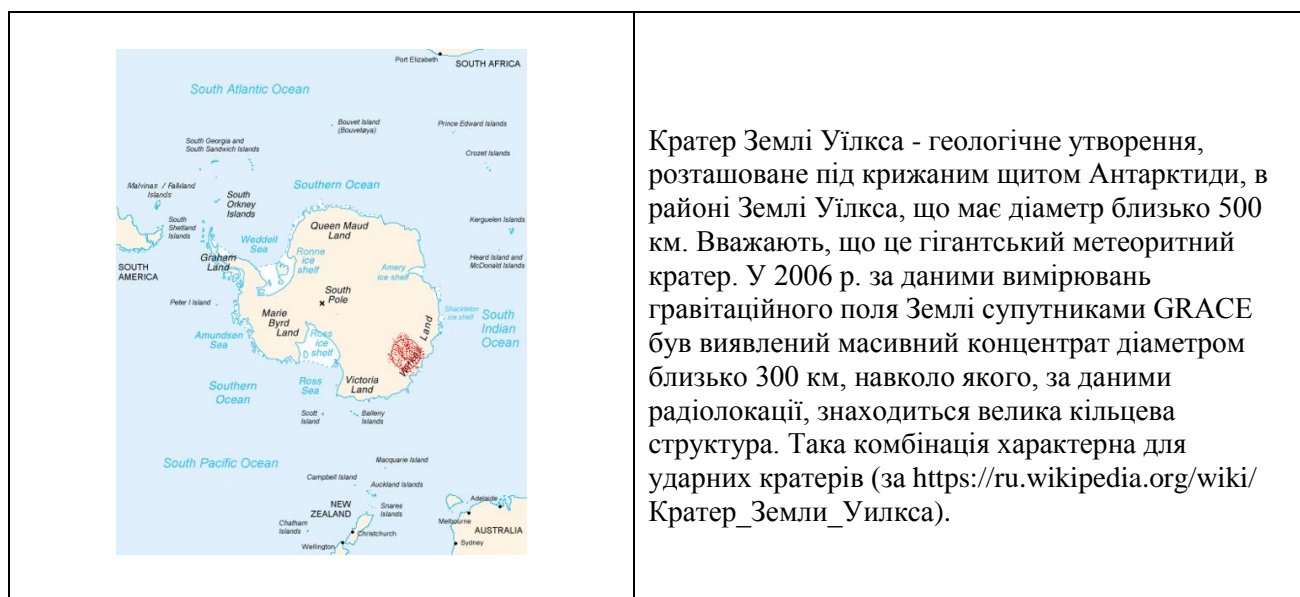 Port Elizabeth
SOUTH AFRICA
South Atlantic Ocean
Bouvet Island
(Bouvetøya)
Prince Edward Islands
South Georgia and
South Sandwich Islands
Crozet Islands
Malvinas / Falkland
Islands
South
Orkney
Islands
Southern Ocean
South
Shetland
Islands
Weddell
Sea
Queen Maud
Land
Kerguelen Islands
Graham
Land
Ronne
ice
shelf
Amery
ice shelf
Heard Island and
McDonald Islands
SOUTH
AMERICA
South
Pole
Peter I Island
Marie
Byrd
Land
Shackleton
ice shelf
South
Indian
Ocean
Amundsen
Sea
Ross
ice
shelf
Land
Southern
Ocean
Ross
Sea
Victoria
Land
Scott
Island
Balleny
Islands
South Pacific Ocean
Macquarie Island
Campbell Island
Auckland Islands
NEW
ZEALAND
Snares
Islands
Adelaide
Chatham
Islands
Christchurch
Melbourne
AUSTRALIA
Wellington
Sydney
Кратер Землі Уїлкса - геологічне утворення,
розташоване під крижаним щитом Антарктиди, в
районі Землі Уїлкса, що має діаметр близько 500
км. Вважають, що це гігантський метеоритний
кратер. У 2006 р. за даними вимірювань
гравітаційного поля Землі супутниками GRACE
був виявлений масивний концентрат діаметром
близько 300 км, навколо якого, за даними
радіолокації, знаходиться велика кільцева
структура. Така комбінація характерна для
ударних кратерів (за https://ru.wikipedia.org/wiki/
Кратер_Земли_Уилкса).